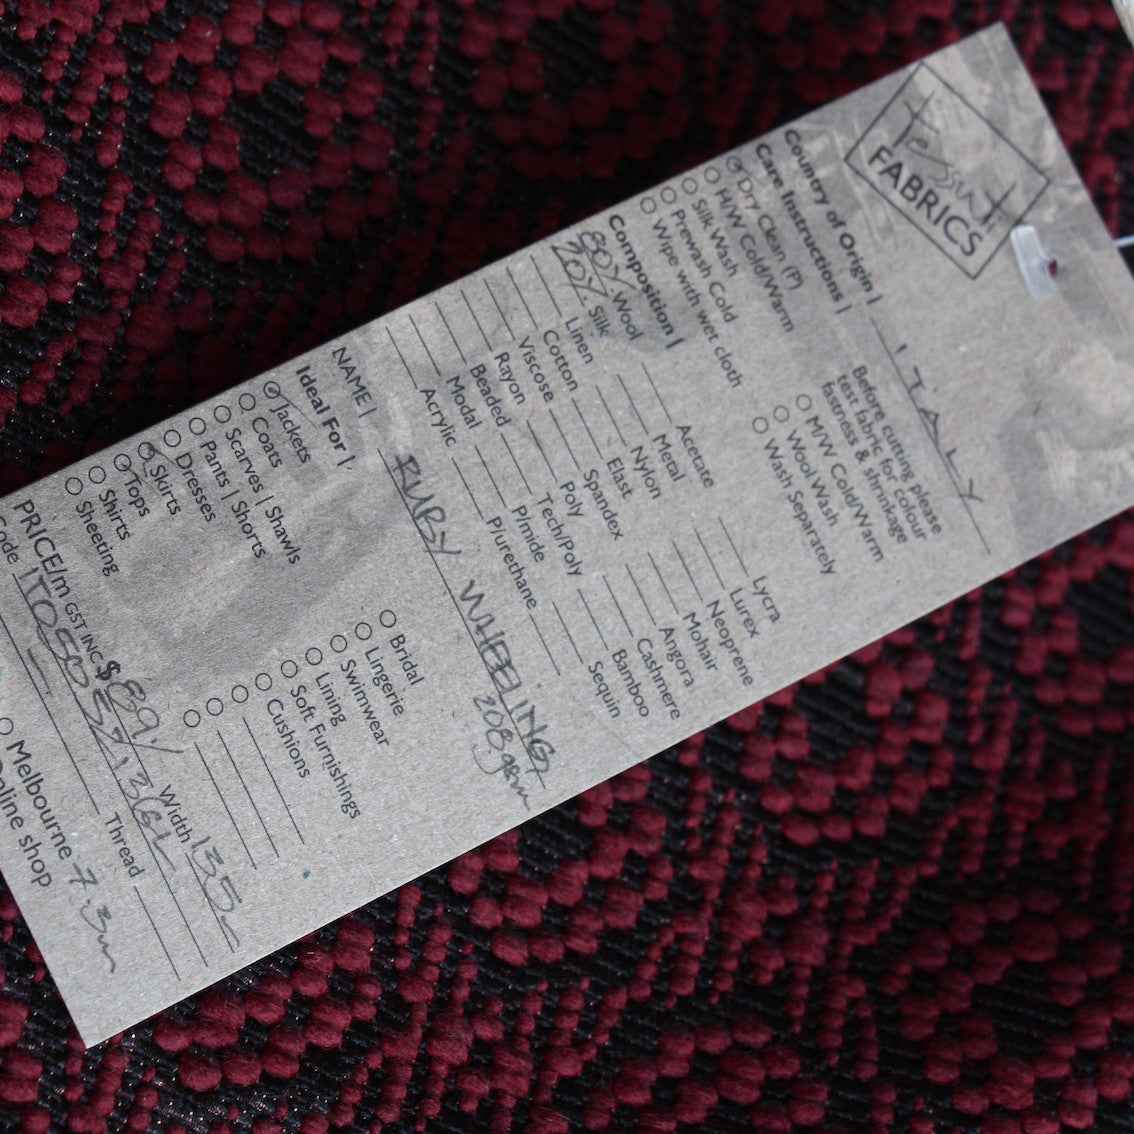 tessuti
FABRICS
Country of Origin | ITALY
Care Instructions |
Dry Clean (P)
H/W Cold/Warm
Silk Wash
Prewash Cold
Wipe with wet cloth
Before cutting please
test fabric for colour
fastness & shrinkage
M/W Cold/Warm
Wool Wash
Wash Separately
Composition |
80% Wool
20% Silk
Linen
Cotton
Viscose
Rayon
Beaded
Modal
Acrylic
Acetate
Metal
Nylon
Elast
Spandex
Poly
Tech/Poly
P/mide
P/urethane
Lycra
Lurex
Neoprene
Mohair
Angora
Cashmere
Bamboo
Sequin
NAME | RUBY WHEELING
208gsm
Ideal For |
Jackets
Coats
Scarves | Shawls
Pants | Shorts
Dresses
Skirts
Tops
Shirts
Sheeting
Bridal
Lingerie
Swimwear
Lining
Soft Furnishings
Cushions
PRICE/m GST INC $ 89/ Width 135
Code
Thread
Melbourne 7.3m
nline shop